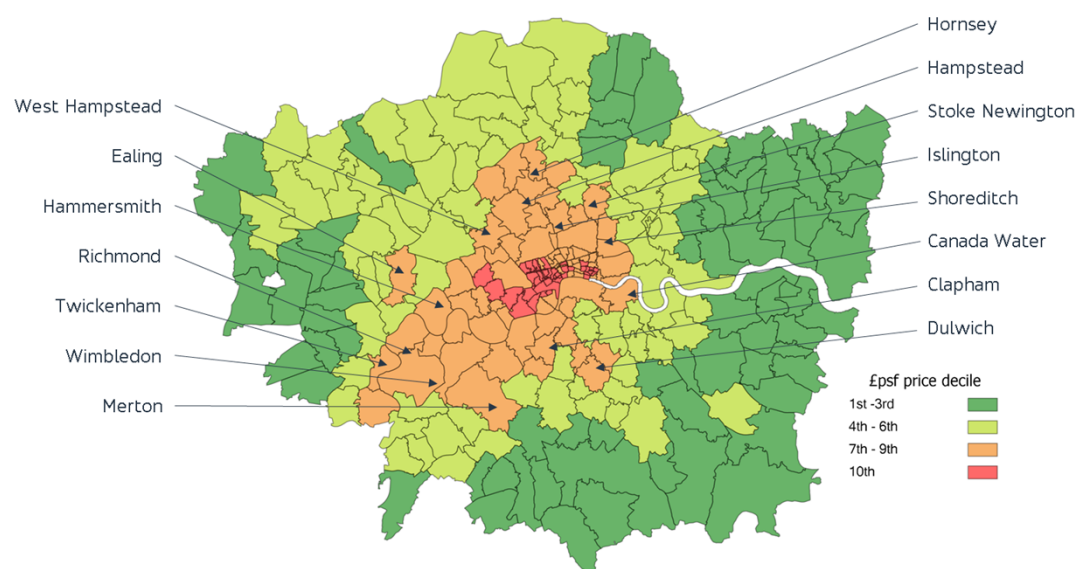 West Hampstead
Ealing
Hammersmith
Richmond
Twickenham
Wimbledon
Merton
Hornsey
Hampstead
Stoke Newington
Islington
Shoreditch
Canada Water
Clapham
Dulwich
£psf price decile
1st -3rd
4th - 6th
7th - 9th
10th